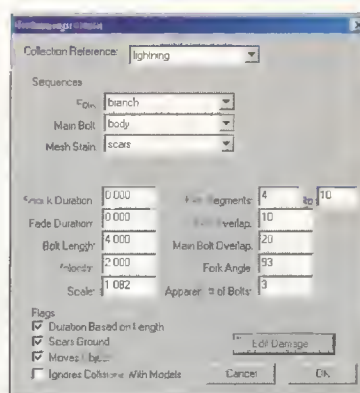 Collection Reference: lightning
Sequences
branch
Main Bolt: body
Mesh Stain: scars
Duration: 0.000 Segments: 4 to: 10
Fade Duration: 0.000 Overlap: 10
Bolt Length: 4.000 Main Bolt Overlap: 20
2.000 Fork Angle: 93
Scale: 1.082 of Bolts: 3
Flags
Duration Based on Length
Scars Ground
Moves
Edit Damage
Ignores Collisions With Models Cancel OK